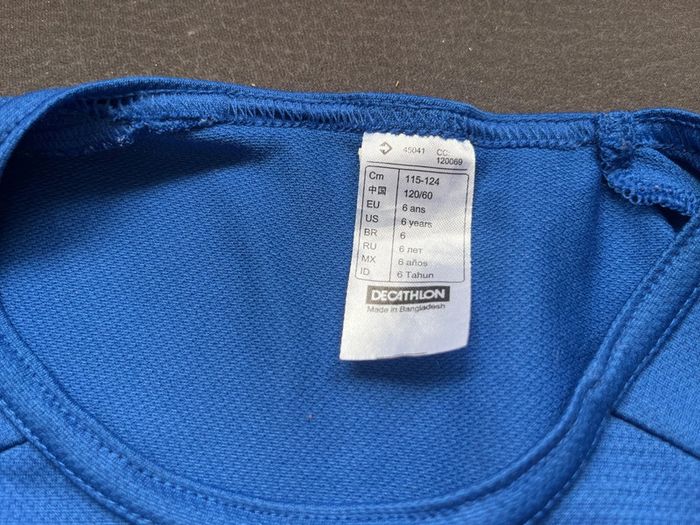 45041 CC:
120069
Cm 115-124
中国 120/60
EU 6 ans
US 6 years
BR 6
RU 6 лет
MX 6 años
ID 6 Tahun
DECATHLON
Made in Bangladesh